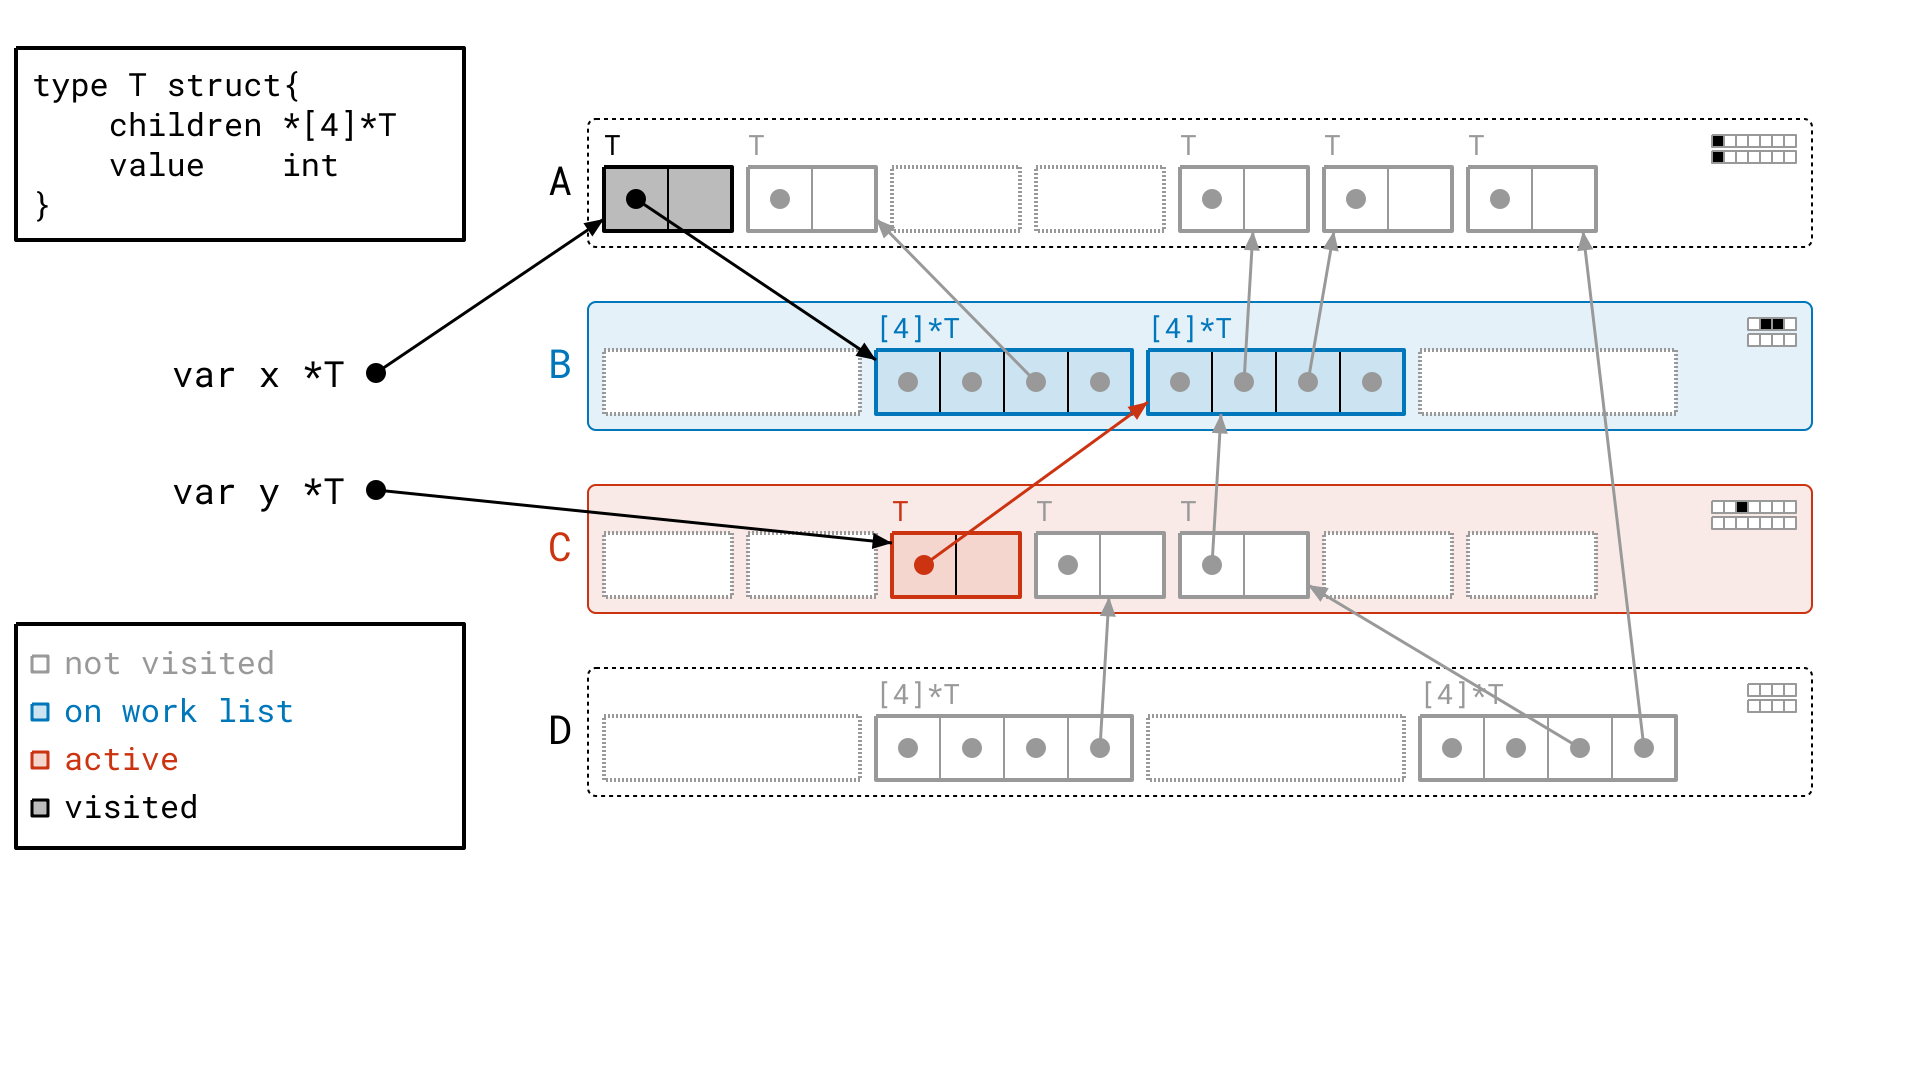 type T struct{
    children *[4]*T
    value    int
}
var x *T
var y *T
not visited
on work list
active
visited
A
T T T T T
B
[4]*T [4]*T
C
T T T
D
[4]*T [4]*T